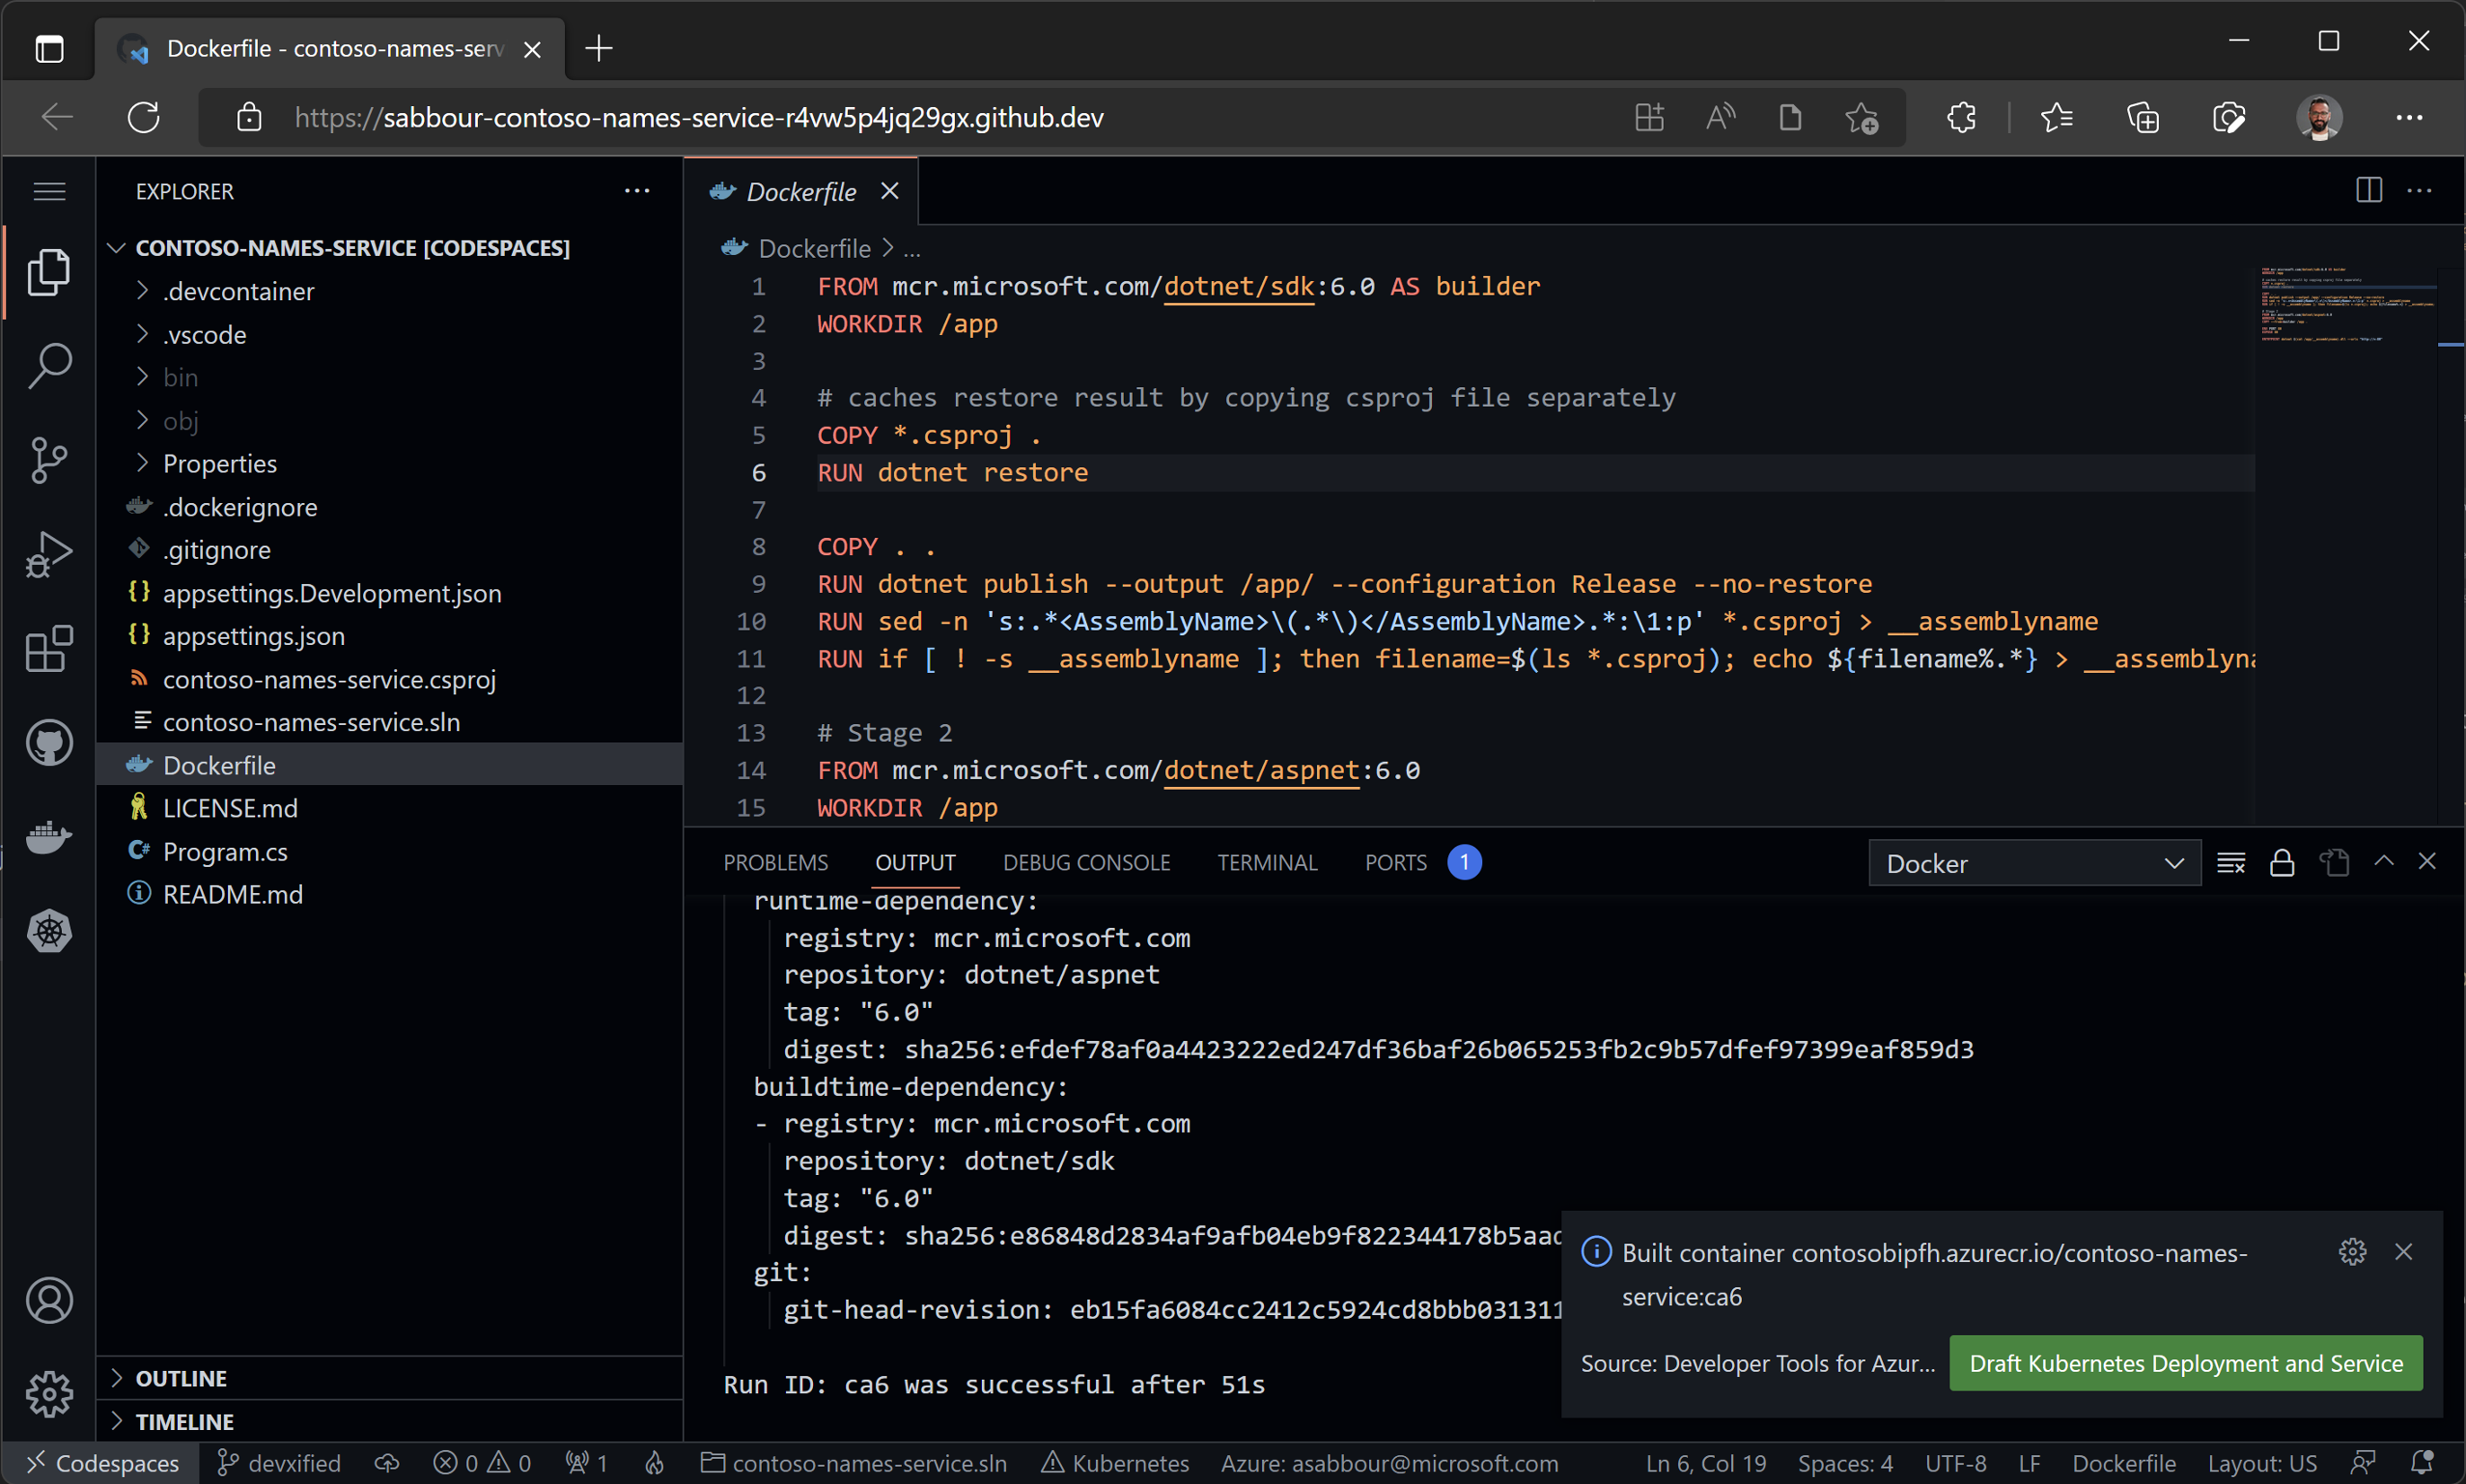 Dockerfile - contoso-names-serv
https://sabbour-contoso-names-service-r4vw5p4jq29gx.github.dev
EXPLORER
CONTOSO-NAMES-SERVICE [CODESPACES]
.devcontainer
.vscode
bin
obj
Properties
.dockerignore
.gitignore
appsettings.Development.json
appsettings.json
contoso-names-service.csproj
contoso-names-service.sln
Dockerfile
LICENSE.md
Program.cs
README.md
OUTLINE
TIMELINE
Dockerfile
Dockerfile > ...
1 FROM mcr.microsoft.com/dotnet/sdk:6.0 AS builder
2 WORKDIR /app
3
4 # caches restore result by copying csproj file separately
5 COPY *.csproj .
6 RUN dotnet restore
7
8 COPY . .
9 RUN dotnet publish --output /app/ --configuration Release --no-restore
10 RUN sed -n 's:.*<AssemblyName>\(.*\)</AssemblyName>.*:\1:p' *.csproj > __assemblyname
11 RUN if [ ! -s __assemblyname ]; then filename=$(ls *.csproj); echo ${filename%.*} > __assemblyna
12
13 # Stage 2
14 FROM mcr.microsoft.com/dotnet/aspnet:6.0
15 WORKDIR /app
PROBLEMS OUTPUT DEBUG CONSOLE TERMINAL PORTS 1 Docker
runtime-dependency:
registry: mcr.microsoft.com
repository: dotnet/aspnet
tag: "6.0"
digest: sha256:efdef78af0a4423222ed247df36baf26b065253fb2c9b57dfef97399eaf859d3
buildtime-dependency:
- registry: mcr.microsoft.com
repository: dotnet/sdk
tag: "6.0"
digest: sha256:e86848d2834af9afb04eb9f822344178b5aad
git:
git-head-revision: eb15fa6084cc2412c5924cd8bbb031311
Run ID: ca6 was successful after 51s
Built container contosobipfh.azurecr.io/contoso-names-
service:ca6
Source: Developer Tools for Azur... Draft Kubernetes Deployment and Service
Codespaces devxified 0 0 1 contoso-names-service.sln Kubernetes Azure: asabbour@microsoft.com Ln 6, Col 19 Spaces: 4 UTF-8 LF Dockerfile Layout: US